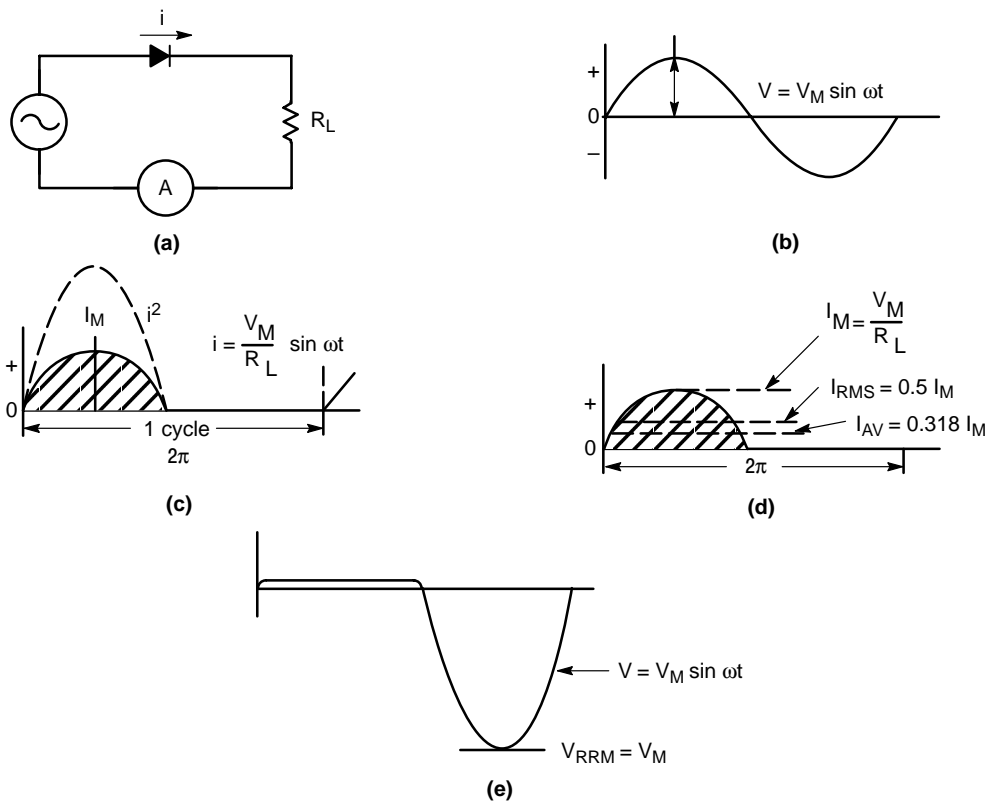 i
R_L
A
(a)
+
0
–
V = V_M sin ωt
(b)
I_M
i²
+
0
i = V_M / R_L sin ωt
1 cycle
2π
(c)
I_M = V_M / R_L
I_RMS = 0.5 I_M
I_AV = 0.318 I_M
+
0
2π
(d)
V = V_M sin ωt
V_RRM = V_M
(e)